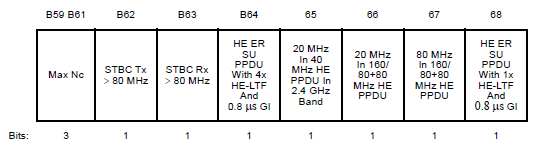 B59 B61 B62 B63 B64 65 66 67 68
Max Nc
STBC Tx
> 80 MHz
STBC Rx
> 80 MHz
HE ER
SU
PPDU
With 4x
HE-LTF
And
0.8 μs GI
20 MHz
In 40
MHz HE
PPDU In
2.4 GHz
Band
20 MHz
In 160/
80+80
MHz HE
PPDU
80 MHz
In 160/
80+80
MHz HE
PPDU
HE ER
SU
PPDU
With 1x
HE-LTF
And
0.8 μs GI
Bits: 3 1 1 1 1 1 1 1